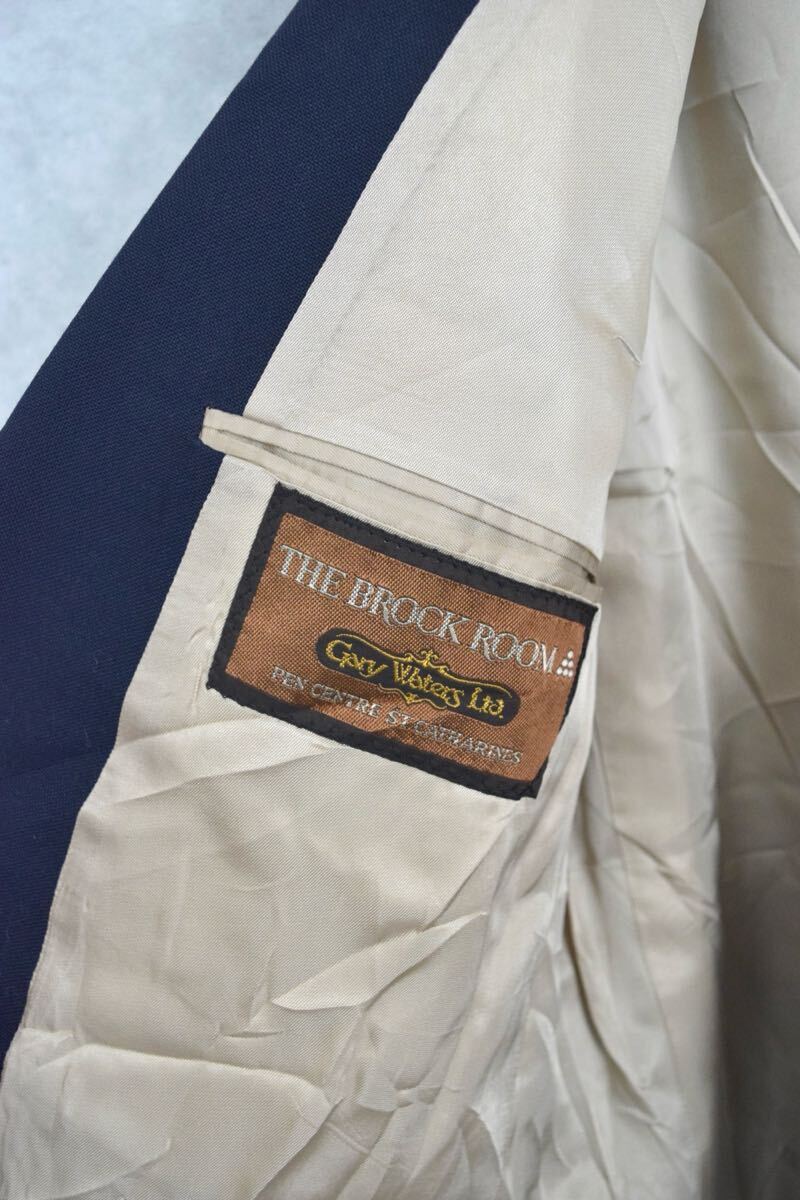 THE BROCK ROOM
Gary Waters Ltd.
PEN CENTRE ST. CATHARINES